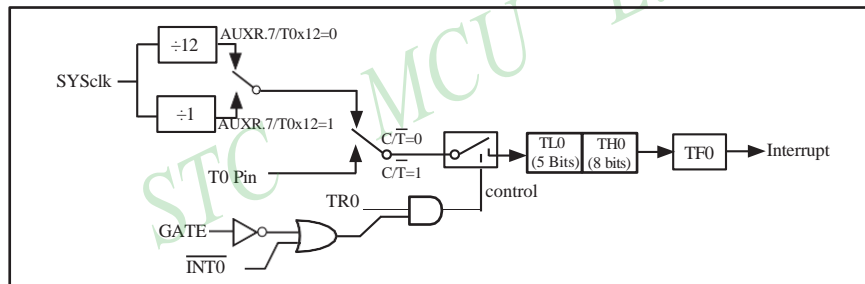 STC MCU
÷12
AUXR.7/T0x12=0
SYSclk
÷1
AUXR.7/T0x12=1
C/T̅=0
C/T̅=1
T0 Pin
TL0
(5 Bits)
TH0
(8 bits)
TF0
Interrupt
control
TR0
GATE
I̅N̅T̅0̅